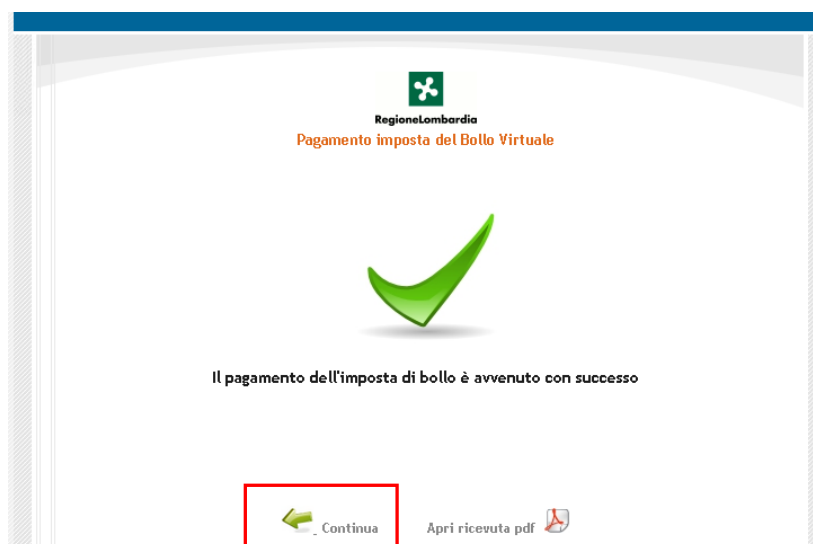 RegioneLombardia
Pagamento imposta del Bollo Virtuale
Il pagamento dell'imposta di bollo è avvenuto con successo
Continua Apri ricevuta pdf